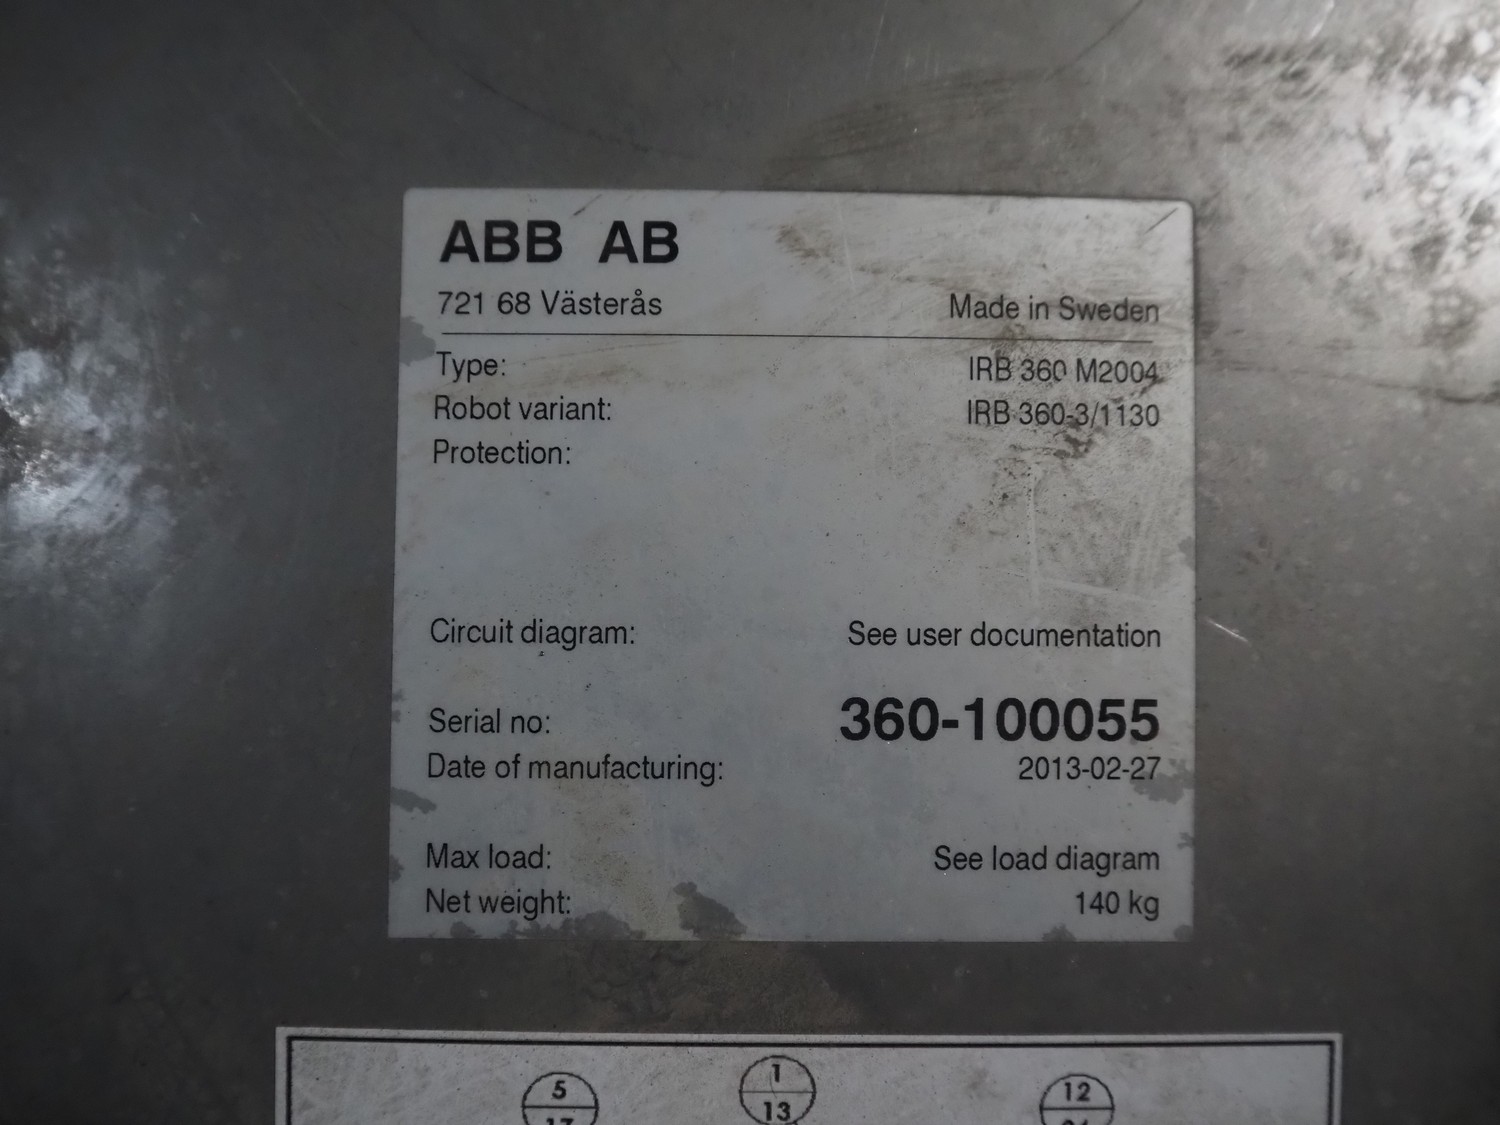 ABB AB
721 68 Västerås Made in Sweden
Type: IRB 360 M2004
Robot variant: IRB 360-3/1130
Protection:
Circuit diagram: See user documentation
Serial no: 360-100055
Date of manufacturing: 2013-02-27
Max load: See load diagram
Net weight: 140 kg
5 1 12
13